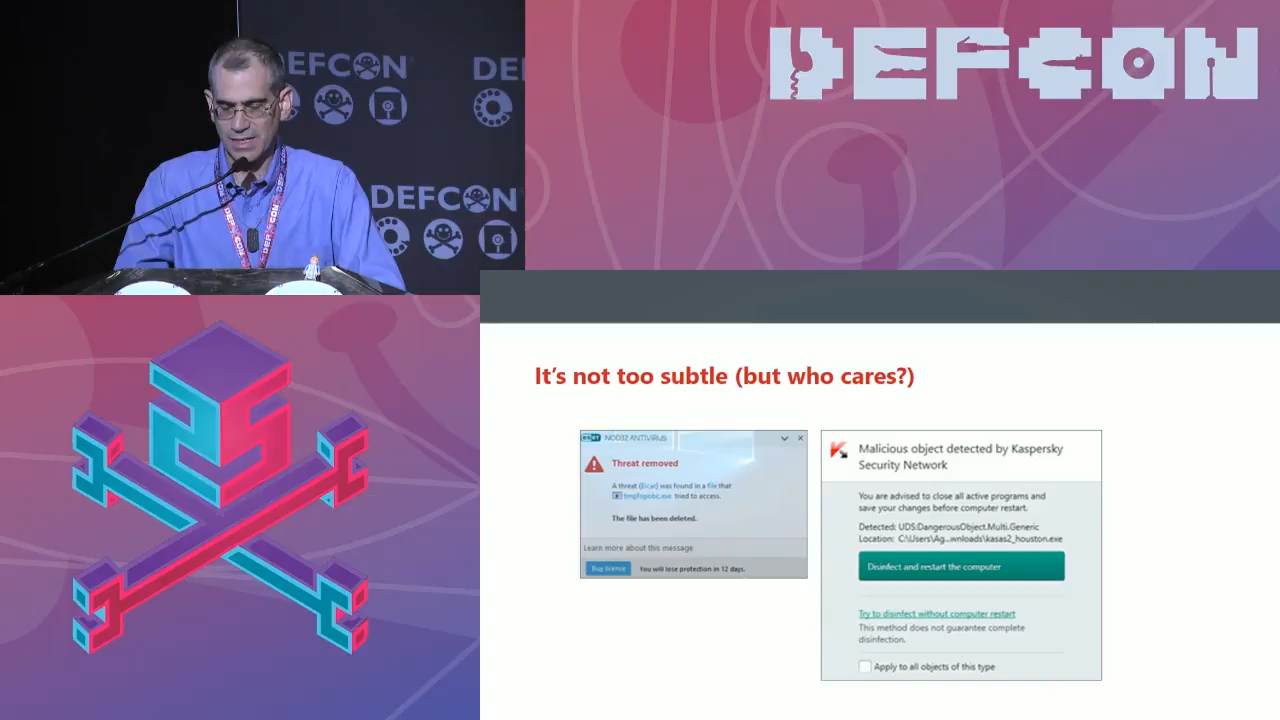 DEFCON
DEFCON
DE
DEFCON
DEF CON
It's not too subtle (but who cares?)
eset NOD32 ANTIVIRUS
Threat removed
A threat (Eicar) was found in a file that
tried to access.
The file has been deleted.
Learn more about this message
Buy license You will lose protection in 12 days.
Malicious object detected by Kaspersky
Security Network
You are advised to close all active programs and
save your changes before computer restart.
Detected: UDS:DangerousObject.Multi.Generic
Location: C:\Users\Ag...wnloads\kasas2_houston.exe
Disinfect and restart the computer
Try to disinfect without computer restart
This method does not guarantee complete
disinfection.
Apply to all objects of this type